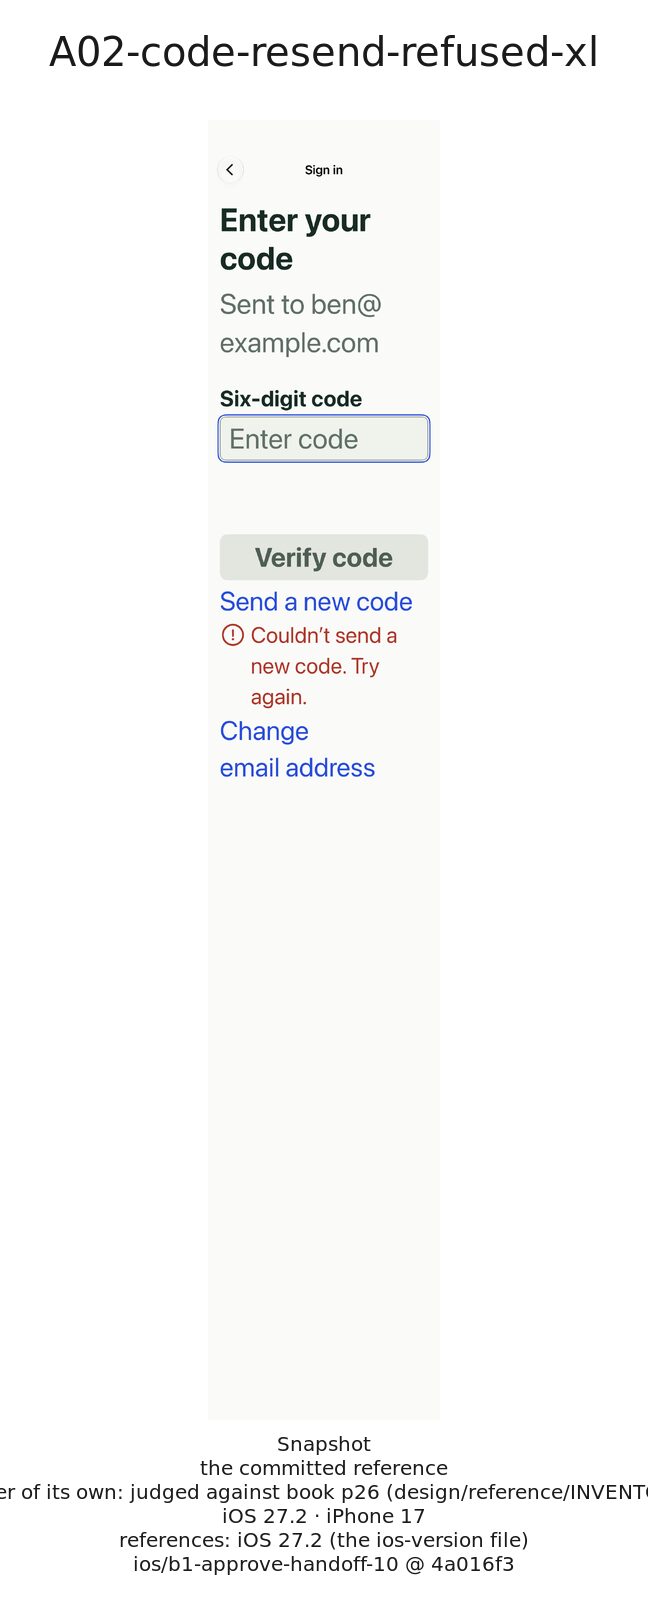 A02-code-resend-refused-xl
Sign in
Enter your
code
Sent to ben@
example.com
Six-digit code
Enter code
Verify code
Send a new code
Couldn’t send a
new code. Try
again.
Change
email address
Snapshot
the committed reference
of its own: judged against book p26 (design/reference/
iOS 27.2 · iPhone 17
references: iOS 27.2 (the ios-version file)
ios/b1-approve-handoff-10 @ 4a016f3